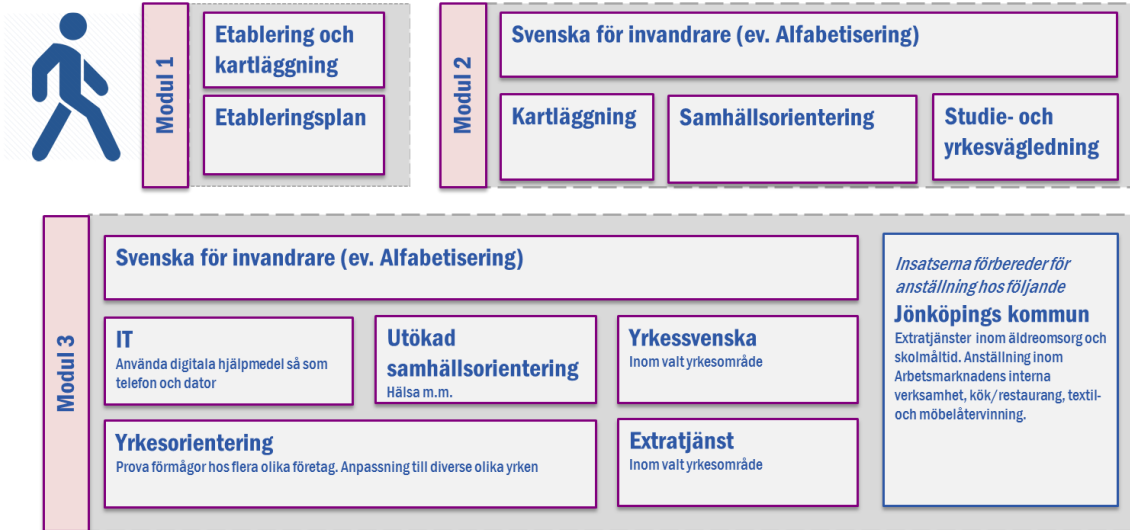 Modul 1
Etablering och
kartläggning
Etableringsplan
Modul 2
Svenska för invandrare (ev. Alfabetisering)
Kartläggning
Samhällsorientering
Studie- och
yrkesvägledning
Modul 3
Svenska för invandrare (ev. Alfabetisering)
IT
Använda digitala hjälpmedel så som
telefon och dator
Utökad
samhällsorientering
Hälsa m.m.
Yrkessvenska
Inom valt yrkesområde
Yrkesorientering
Prova förmågor hos flera olika företag. Anpassning till diverse olika yrken
Extratjänst
Inom valt yrkesområde
Insatserna förbereder för
anställning hos följande
Jönköpings kommun
Extratjänster inom äldreomsorg och
skolmåltid. Anställning inom
Arbetsmarknadens interna
verksamhet, kök/restaurang, textil-
och möbelåtervinning.